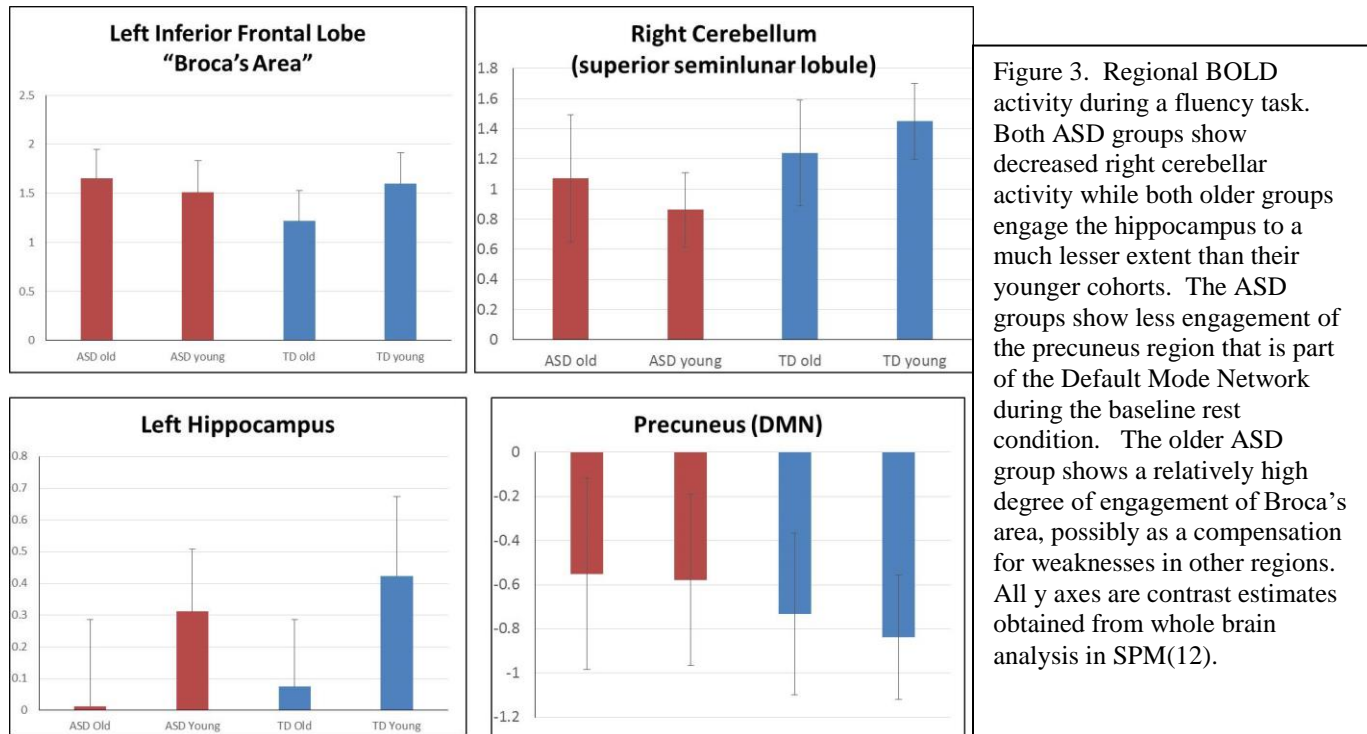 Left Inferior Frontal Lobe
"Broca's Area"
2.5
2
1.5
1
0.5
0
ASD old ASD young TD old TD young
Right Cerebellum
(superior seminlunar lobule)
1.8
1.6
1.4
1.2
1
0.8
0.6
0.4
0.2
0
ASD old ASD young TD old TD young
Left Hippocampus
0.8
0.7
0.6
0.5
0.4
0.3
0.2
0.1
0
ASD Old ASD Young TD Old TD Young
Precuneus (DMN)
0
-0.2
-0.4
-0.6
-0.8
-1
-1.2
Figure 3. Regional BOLD
activity during a fluency task.
Both ASD groups show
decreased right cerebellar
activity while both older groups
engage the hippocampus to a
much lesser extent than their
younger cohorts. The ASD
groups show less engagement of
the precuneus region that is part
of the Default Mode Network
during the baseline rest
condition. The older ASD
group shows a relatively high
degree of engagement of Broca's
area, possibly as a compensation
for weaknesses in other regions.
All y axes are contrast estimates
obtained from whole brain
analysis in SPM(12).